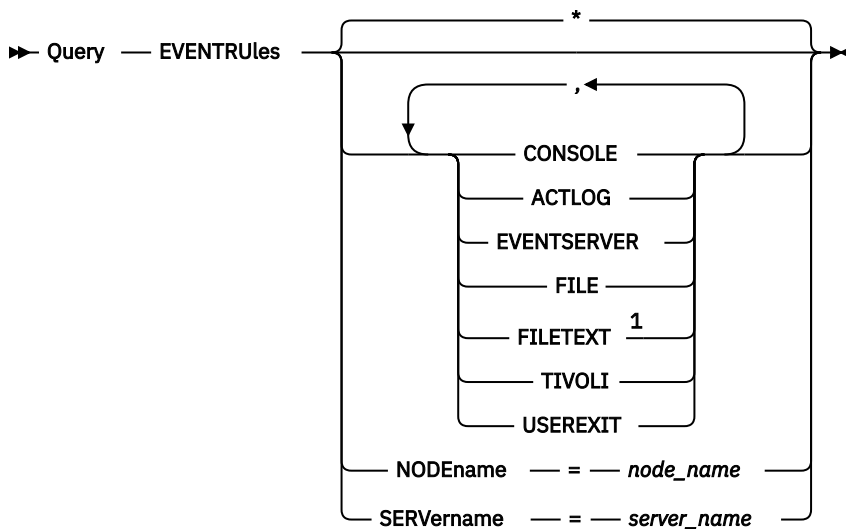 *
Query EVENTRUles
,
CONSOLE
ACTLOG
EVENTSERVER
FILE
FILETEXT 1
TIVOLI
USEREXIT
NODEname = node_name
SERVername = server_name